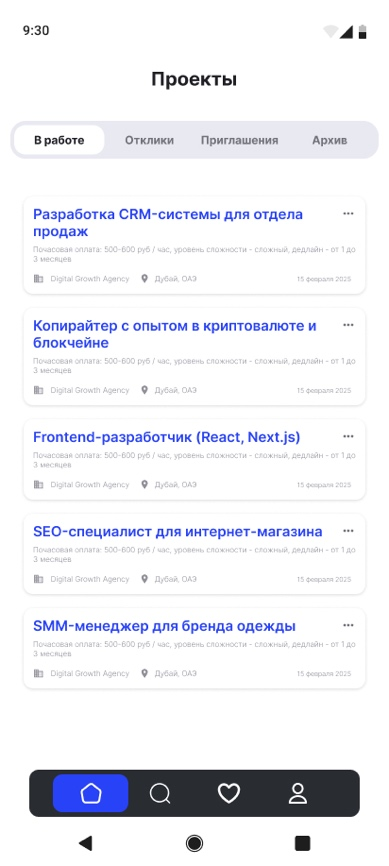 9:30
Проекты
В работе Отклики Приглашения Архив
Разработка CRM-системы для отдела
продаж
Почасовая оплата: 500-600 руб / час, уровень сложности - сложный, дедлайн - от 1 до
3 месяцев
Digital Growth Agency Дубай, ОАЭ 15 февраля 2025
Копирайтер с опытом в криптовалюте и
блокчейне
Почасовая оплата: 500-600 руб / час, уровень сложности - сложный, дедлайн - от 1 до
3 месяцев
Digital Growth Agency Дубай, ОАЭ 15 февраля 2025
Frontend-разработчик (React, Next.js)
Почасовая оплата: 500-600 руб / час, уровень сложности - сложный, дедлайн - от 1 до
3 месяцев
Digital Growth Agency Дубай, ОАЭ 15 февраля 2025
SEO-специалист для интернет-магазина
Почасовая оплата: 500-600 руб / час, уровень сложности - сложный, дедлайн - от 1 до
3 месяцев
Digital Growth Agency Дубай, ОАЭ 15 февраля 2025
SMM-менеджер для бренда одежды
Почасовая оплата: 500-600 руб / час, уровень сложности - сложный, дедлайн - от 1 до
3 месяцев
Digital Growth Agency Дубай, ОАЭ 15 февраля 2025